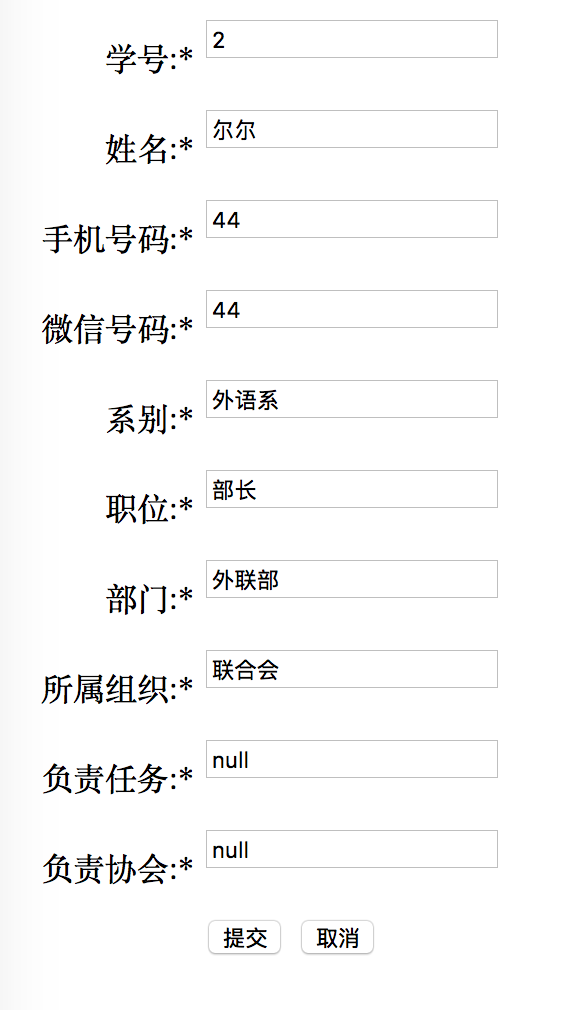 学号:* 2
姓名:* 尔尔
手机号码:* 44
微信号码:* 44
系别:* 外语系
职位:* 部长
部门:* 外联部
所属组织:* 联合会
负责任务:* null
负责协会:* null
提交 取消